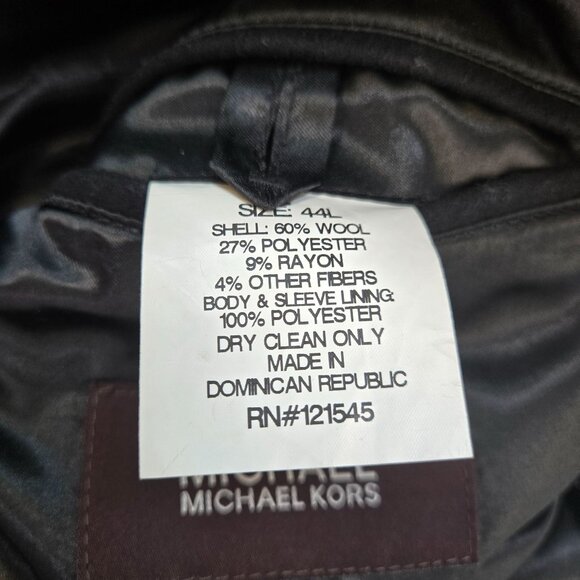 SIZE: 44L
SHELL: 60% WOOL
27% POLYESTER
9% RAYON
4% OTHER FIBERS
BODY & SLEEVE LINING:
100% POLYESTER
DRY CLEAN ONLY
MADE IN
DOMINICAN REPUBLIC
RN#121545
MICHAEL
MICHAEL KORS